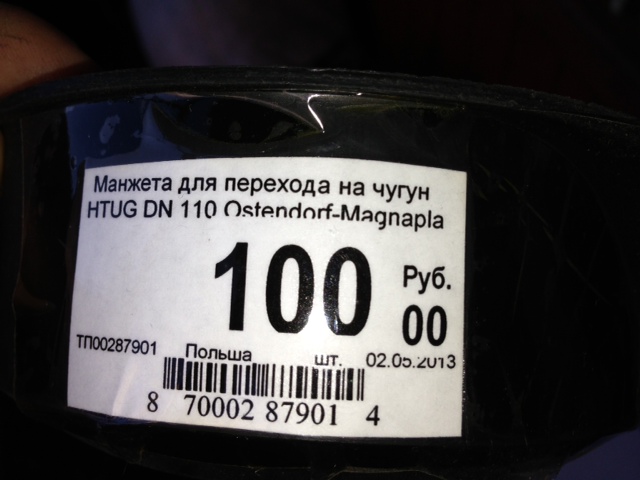 Манжета для перехода на чугун
HTUG DN 110 Ostendorf-Magnapla
100 Руб. 00
ТП00287901 Польша шт. 02.05.2013
8 70002 87901 4